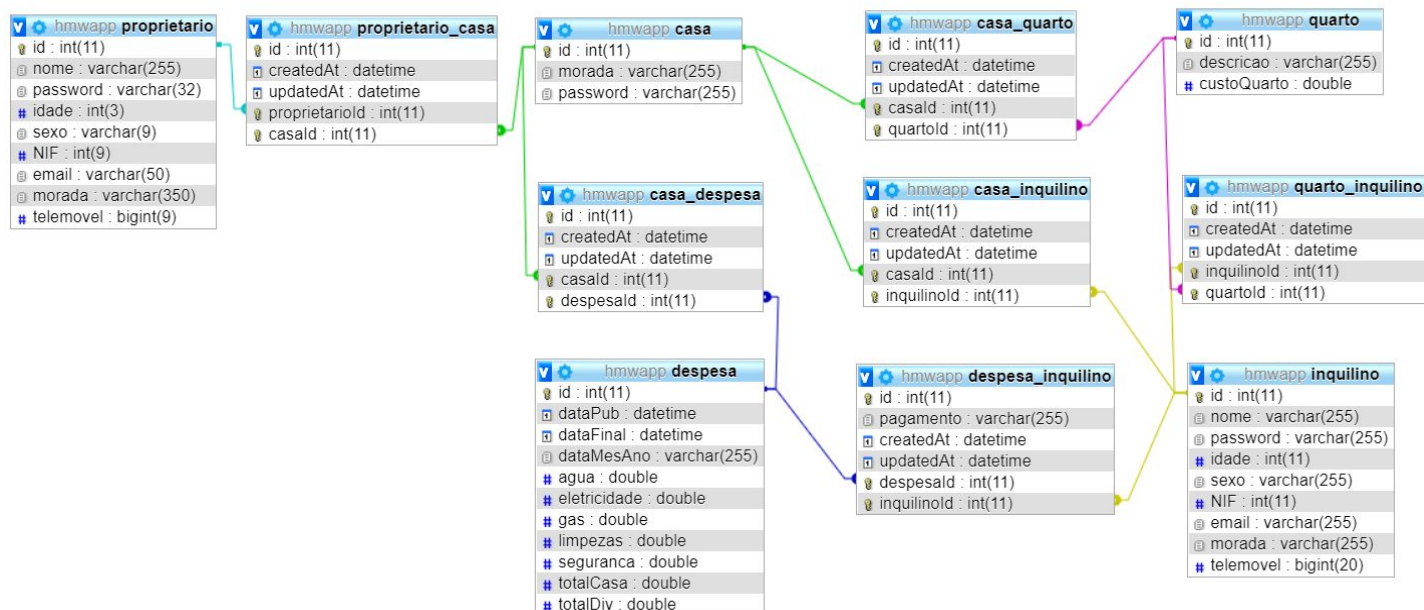 hmwapp proprietario
id : int(11)
nome : varchar(255)
password : varchar(32)
idade : int(3)
sexo : varchar(9)
NIF : int(9)
email : varchar(50)
morada : varchar(350)
telemovel : bigint(9)
hmwapp proprietario_casa
id : int(11)
createdAt : datetime
updatedAt : datetime
proprietarioId : int(11)
casaId : int(11)
hmwapp casa
id : int(11)
morada : varchar(255)
password : varchar(255)
hmwapp casa_quarto
id : int(11)
createdAt : datetime
updatedAt : datetime
casaId : int(11)
quartoId : int(11)
hmwapp quarto
id : int(11)
descricao : varchar(255)
custoQuarto : double
hmwapp casa_despesa
id : int(11)
createdAt : datetime
updatedAt : datetime
casaId : int(11)
despesaId : int(11)
hmwapp casa_inquilino
id : int(11)
createdAt : datetime
updatedAt : datetime
casaId : int(11)
inquilinoId : int(11)
hmwapp quarto_inquilino
id : int(11)
createdAt : datetime
updatedAt : datetime
inquilinoId : int(11)
quartoId : int(11)
hmwapp despesa
id : int(11)
dataPub : datetime
dataFinal : datetime
dataMesAno : varchar(255)
agua : double
eletricidade : double
gas : double
limpezas : double
seguranca : double
totalCasa : double
totalDiv : double
hmwapp despesa_inquilino
id : int(11)
pagamento : varchar(255)
createdAt : datetime
updatedAt : datetime
despesaId : int(11)
inquilinoId : int(11)
hmwapp inquilino
id : int(11)
nome : varchar(255)
password : varchar(255)
idade : int(11)
sexo : varchar(255)
NIF : int(11)
email : varchar(255)
morada : varchar(255)
telemovel : bigint(20)